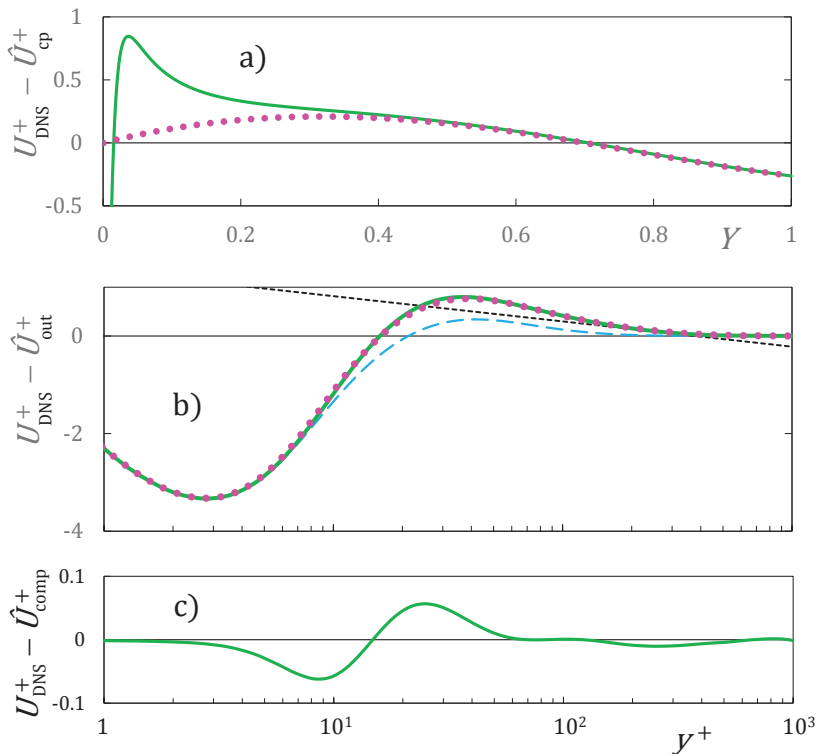 1
0.5
0
-0.5
U⁺DNS − Û⁺cp
a)
0 0.2 0.4 0.6 0.8 Y 1
0
-2
-4
U⁺DNS − Û⁺out
b)
0.1
0
-0.1
U⁺DNS − Û⁺comp
c)
1 10¹ 10² y⁺ 10³